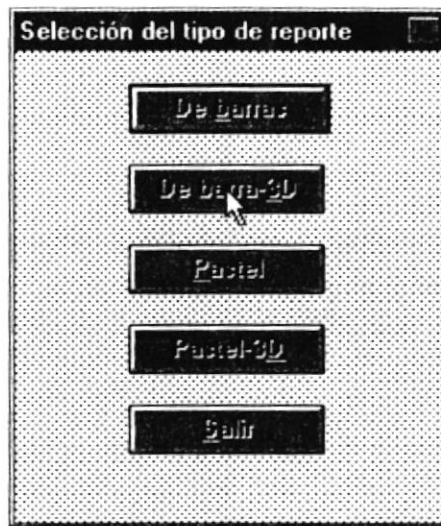 Selección del tipo de reporte
De barras
De barra-3D
Pastel
Pastel-3D
Salir